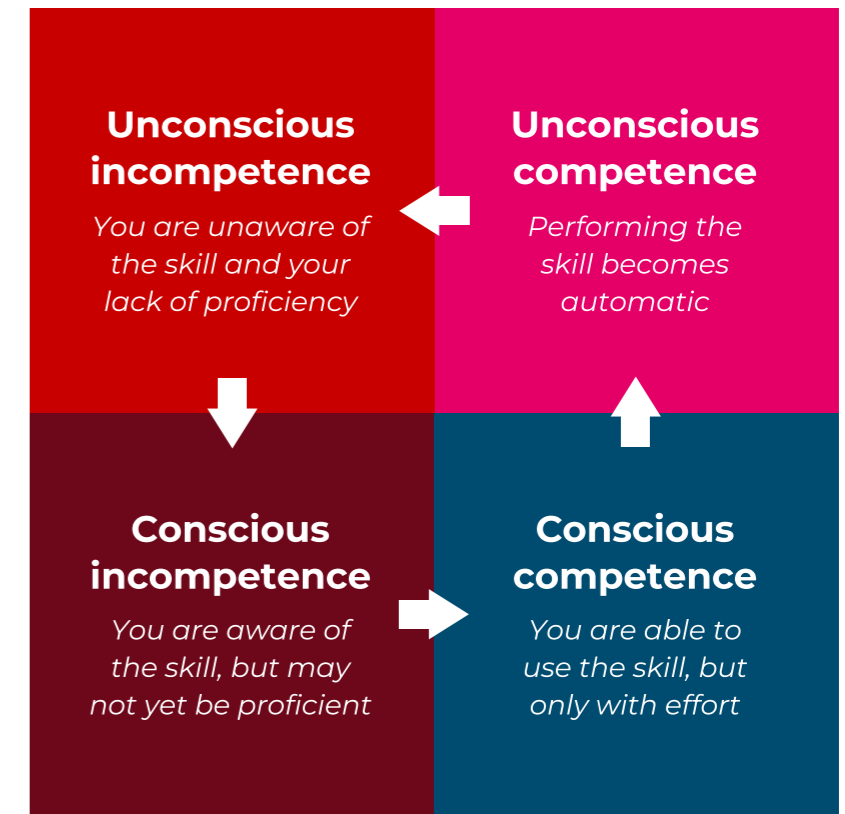 Unconscious
incompetence
You are unaware of
the skill and your
lack of proficiency
Unconscious
competence
Performing the
skill becomes
automatic
Conscious
incompetence
You are aware of
the skill, but may
not yet be proficient
Conscious
competence
You are able to
use the skill, but
only with effort